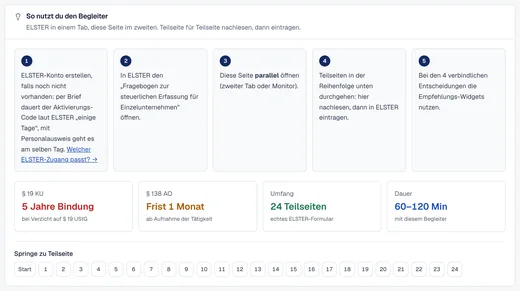 So nutzt du den Begleiter
ELSTER in einem Tab, diese Seite im zweiten. Teilseite für Teilseite nachlesen, dann eintragen.
1
ELSTER-Konto erstellen,
falls noch nicht
vorhanden: per Brief
dauert der Aktivierungs-
Code laut ELSTER „einige
Tage“, mit
Personalausweis geht es
am selben Tag. Welcher
ELSTER-Zugang passt? →
2
In ELSTER den
„Fragebogen zur
steuerlichen Erfassung für
Einzelunternehmen“
öffnen.
3
Diese Seite parallel öffnen
(zweiter Tab oder Monitor).
4
Teilseiten in der
Reihenfolge unten
durchgehen: hier
nachlesen, dann in ELSTER
eintragen.
5
Bei den 4 verbindlichen
Entscheidungen die
Empfehlungs-Widgets
nutzen.
§ 19 KU
5 Jahre Bindung
bei Verzicht auf § 19 UStG
§ 138 AO
Frist 1 Monat
ab Aufnahme der Tätigkeit
Umfang
24 Teilseiten
echtes ELSTER-Formular
Dauer
60–120 Min
mit diesem Begleiter
Springe zu Teilseite
Start 1 2 3 4 5 6 7 8 9 10 11 12 13 14 15 16 17 18 19 20 21 22 23 24